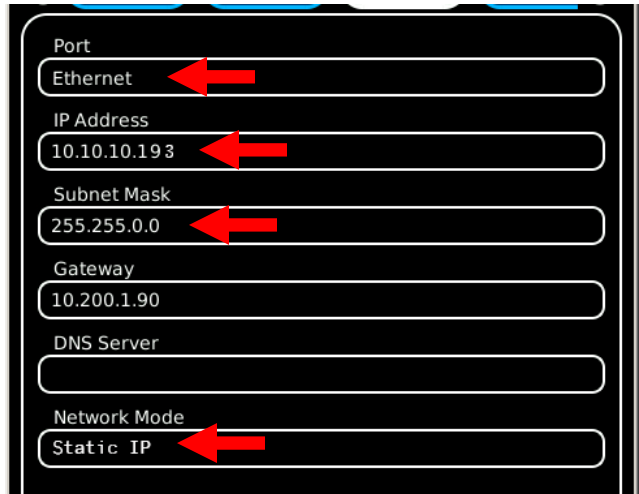 Port
Ethernet
IP Address
10.10.10.193
Subnet Mask
255.255.0.0
Gateway
10.200.1.90
DNS Server
Network Mode
Static IP